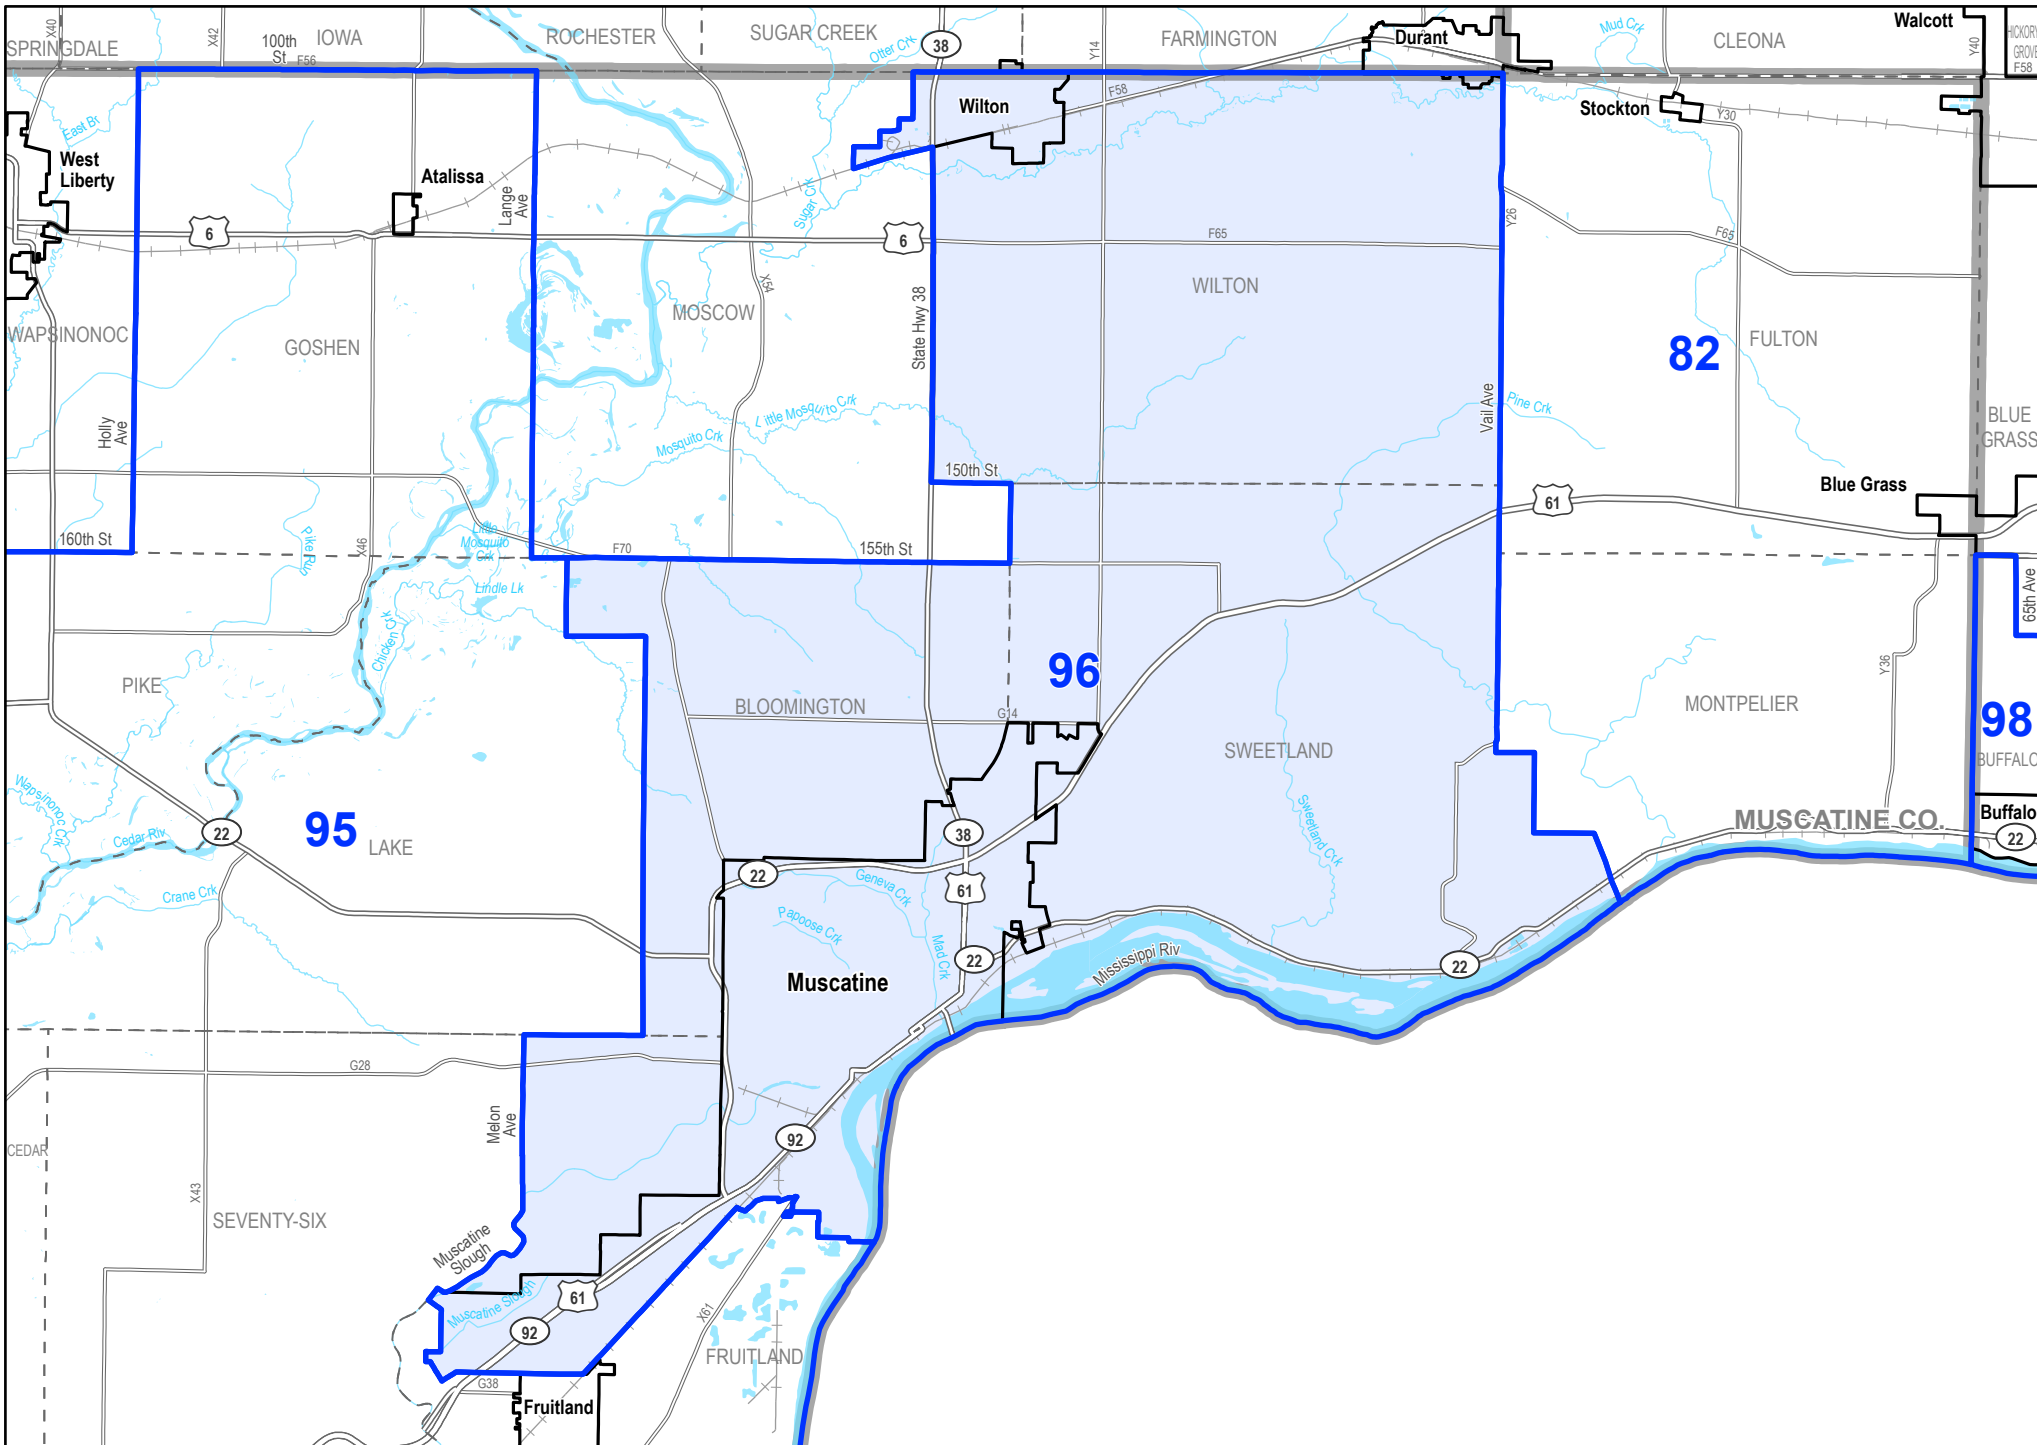 X40
X42
100th
St
F56
IOWA
SPRINGDALE
ROCHESTER
SUGAR CREEK
Otter Crk
38
Y14
FARMINGTON
Durant
Mud Crk
CLEONA
Walcott
Y40
HICKORY
GROVE
F58
East Br
West
Liberty
Atalissa
Lange
Ave
Wilton
F58
Stockton
Y30
Sugar Crk
6
6
F65
Y26
F65
WAPSINONOC
GOSHEN
MOSCOW
X54
State Hwy 38
WILTON
82
FULTON
Holly
Ave
Little Mosquito Crk
Mosquito Crk
Vail Ave
Pine Crk
BLUE
GRASS
150th St
61
Blue Grass
160th St
Pike Run
X46
Little
Mosquito
Crk
F70
155th St
Lindle Lk
65th Ave
Chicken Crk
PIKE
96
Y36
BLOOMINGTON
G14
MONTPELIER
98
SWEETLAND
BUFFALO
Wapsinonoc Crk
Cedar Riv
22
95
LAKE
38
Sweetland Crk
MUSCATINE CO.
Buffalo
22
Crane Crk
22
Geneva Crk
61
Papoose Crk
Mad Crk
22
Mississippi Riv
22
Muscatine
G28
Melon
Ave
CEDAR
92
X43
SEVENTY-SIX
Muscatine
Slough
Muscatine Slough
61
92
X61
FRUITLAND
G38
Fruitland